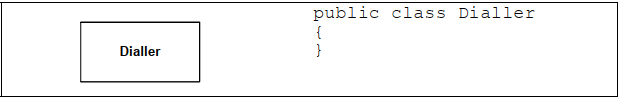 Dialler
public class Dialler
{
}